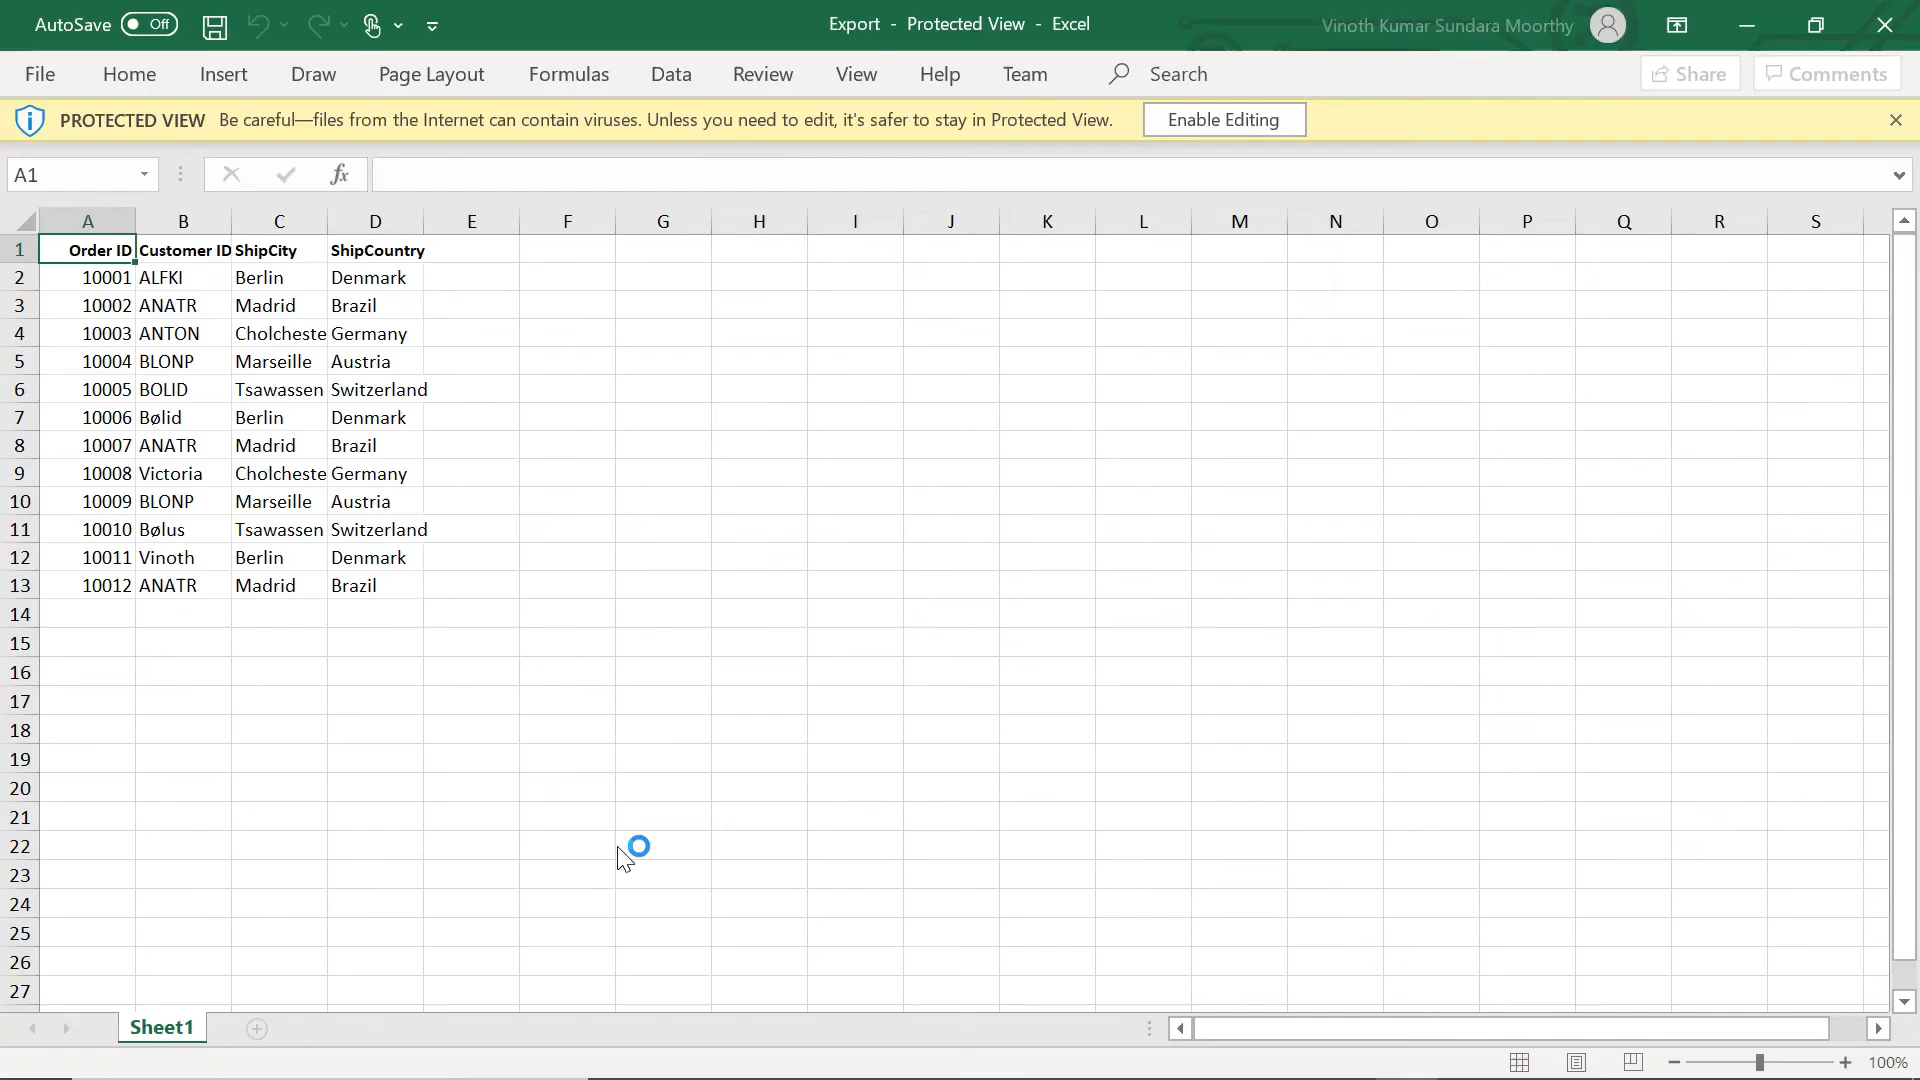 AutoSave Off Export - Protected View - Excel Vinoth Kumar Sundara Moorthy
File Home Insert Draw Page Layout Formulas Data Review View Help Team Search Share Comments
PROTECTED VIEW Be careful—files from the Internet can contain viruses. Unless you need to edit, it's safer to stay in Protected View. Enable Editing
A1 fx
A B C D E F G H I J K L M N O P Q R S
1 Order ID Customer ID ShipCity ShipCountry
2 10001 ALFKI Berlin Denmark
3 10002 ANATR Madrid Brazil
4 10003 ANTON Cholcheste Germany
5 10004 BLONP Marseille Austria
6 10005 BOLID Tsawassen Switzerland
7 10006 Bølid Berlin Denmark
8 10007 ANATR Madrid Brazil
9 10008 Victoria Cholcheste Germany
10 10009 BLONP Marseille Austria
11 10010 Bølus Tsawassen Switzerland
12 10011 Vinoth Berlin Denmark
13 10012 ANATR Madrid Brazil
14
15
16
17
18
19
20
21
22
23
24
25
26
27
Sheet1
100%